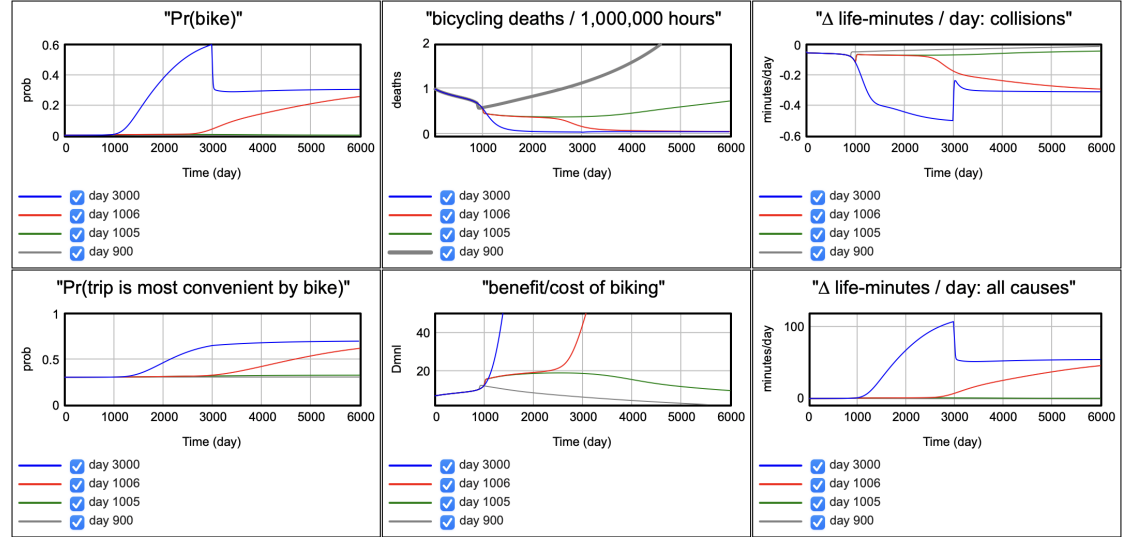 "Pr(bike)"
prob
0.6
0.4
0.2
0
0 1000 2000 3000 4000 5000 6000
Time (day)
day 3000
day 1006
day 1005
day 900
"bicycling deaths / 1,000,000 hours"
deaths
2
1
0
0 1000 2000 3000 4000 5000 6000
Time (day)
day 3000
day 1006
day 1005
day 900
"Δ life-minutes / day: collisions"
minutes/day
0
-0.2
-0.4
-0.6
0 1000 2000 3000 4000 5000 6000
Time (day)
day 3000
day 1006
day 1005
day 900
"Pr(trip is most convenient by bike)"
prob
1
0.5
0
0 1000 2000 3000 4000 5000 6000
Time (day)
day 3000
day 1006
day 1005
day 900
"benefit/cost of biking"
Dmnl
40
20
0 1000 2000 3000 4000 5000 6000
Time (day)
day 3000
day 1006
day 1005
day 900
"Δ life-minutes / day: all causes"
minutes/day
100
0
0 1000 2000 3000 4000 5000 6000
Time (day)
day 3000
day 1006
day 1005
day 900